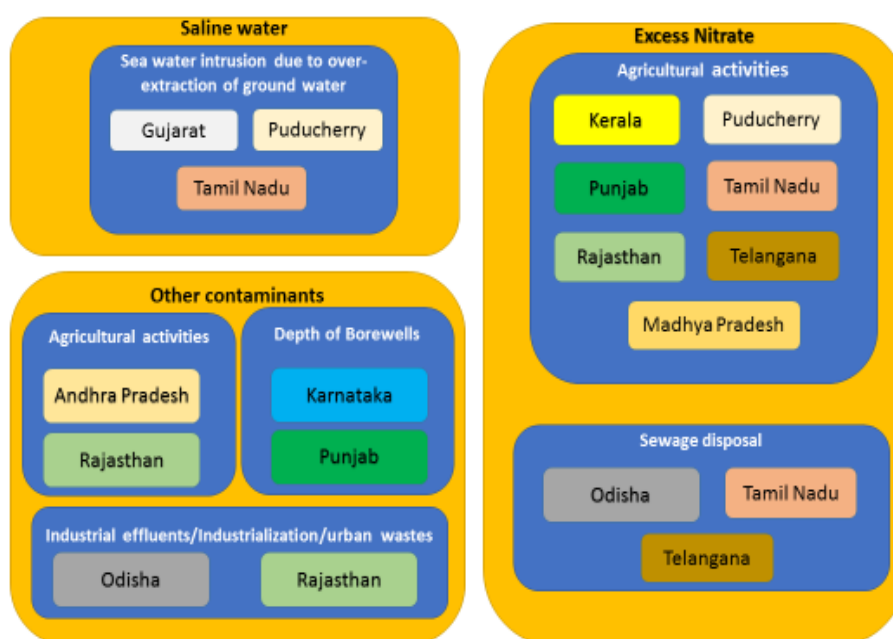 Saline water
Sea water intrusion due to over-
extraction of ground water
Gujarat
Puducherry
Tamil Nadu
Other contaminants
Agricultural activities
Andhra Pradesh
Rajasthan
Depth of Borewells
Karnataka
Punjab
Industrial effluents/Industrialization/urban wastes
Odisha
Rajasthan
Excess Nitrate
Agricultural activities
Kerala
Puducherry
Punjab
Tamil Nadu
Rajasthan
Telangana
Madhya Pradesh
Sewage disposal
Odisha
Tamil Nadu
Telangana